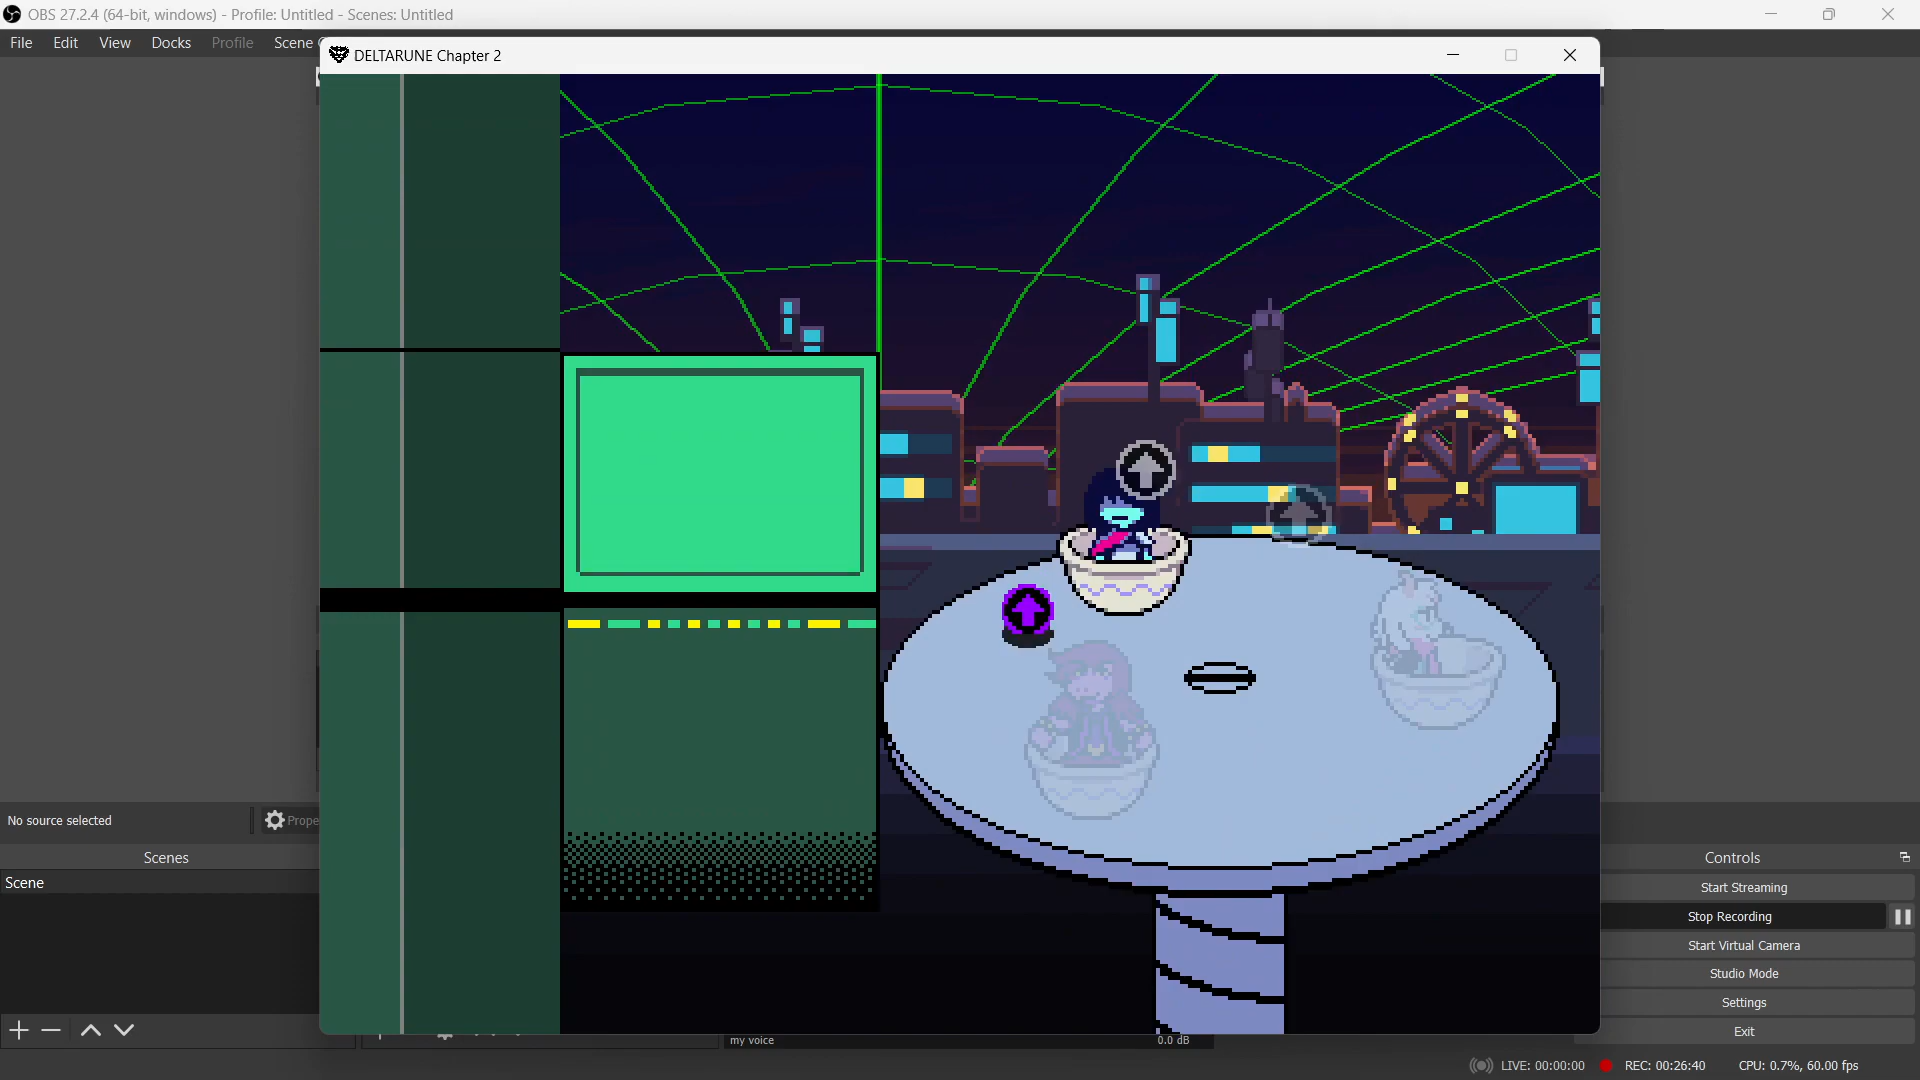 OBS 27.2.4 (64-bit, windows) - Profile: Untitled - Scenes: Untitled
File Edit View Docks Profile Scene
DELTARUNE Chapter 2
No source selected
Prope
Scenes
Scene
Controls
Start Streaming
Stop Recording
Start Virtual Camera
Studio Mode
Settings
Exit
my voice 0.0 dB
LIVE: 00:00:00 REC: 00:26:40 CPU: 0.7%, 60.00 fps